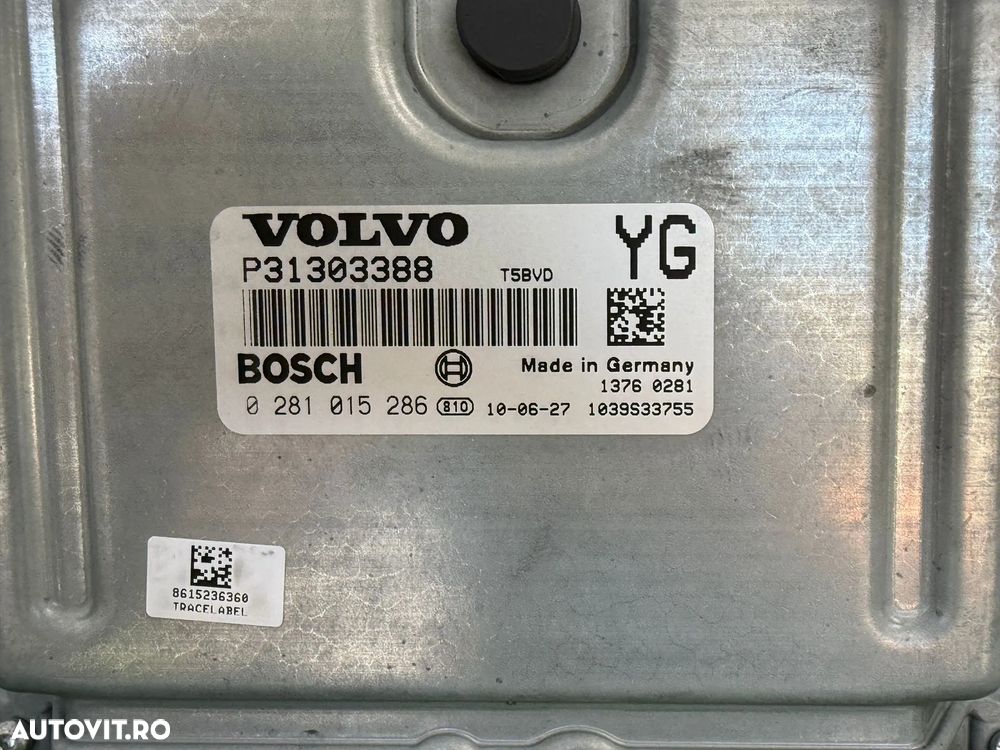 VOLVO
YG
P31303388 T5BVD
BOSCH Made in Germany
1376 0281
0 281 015 286 810 10-06-27 1039S33755
8615236360
TRACELABEL
AUTOVIT.RO